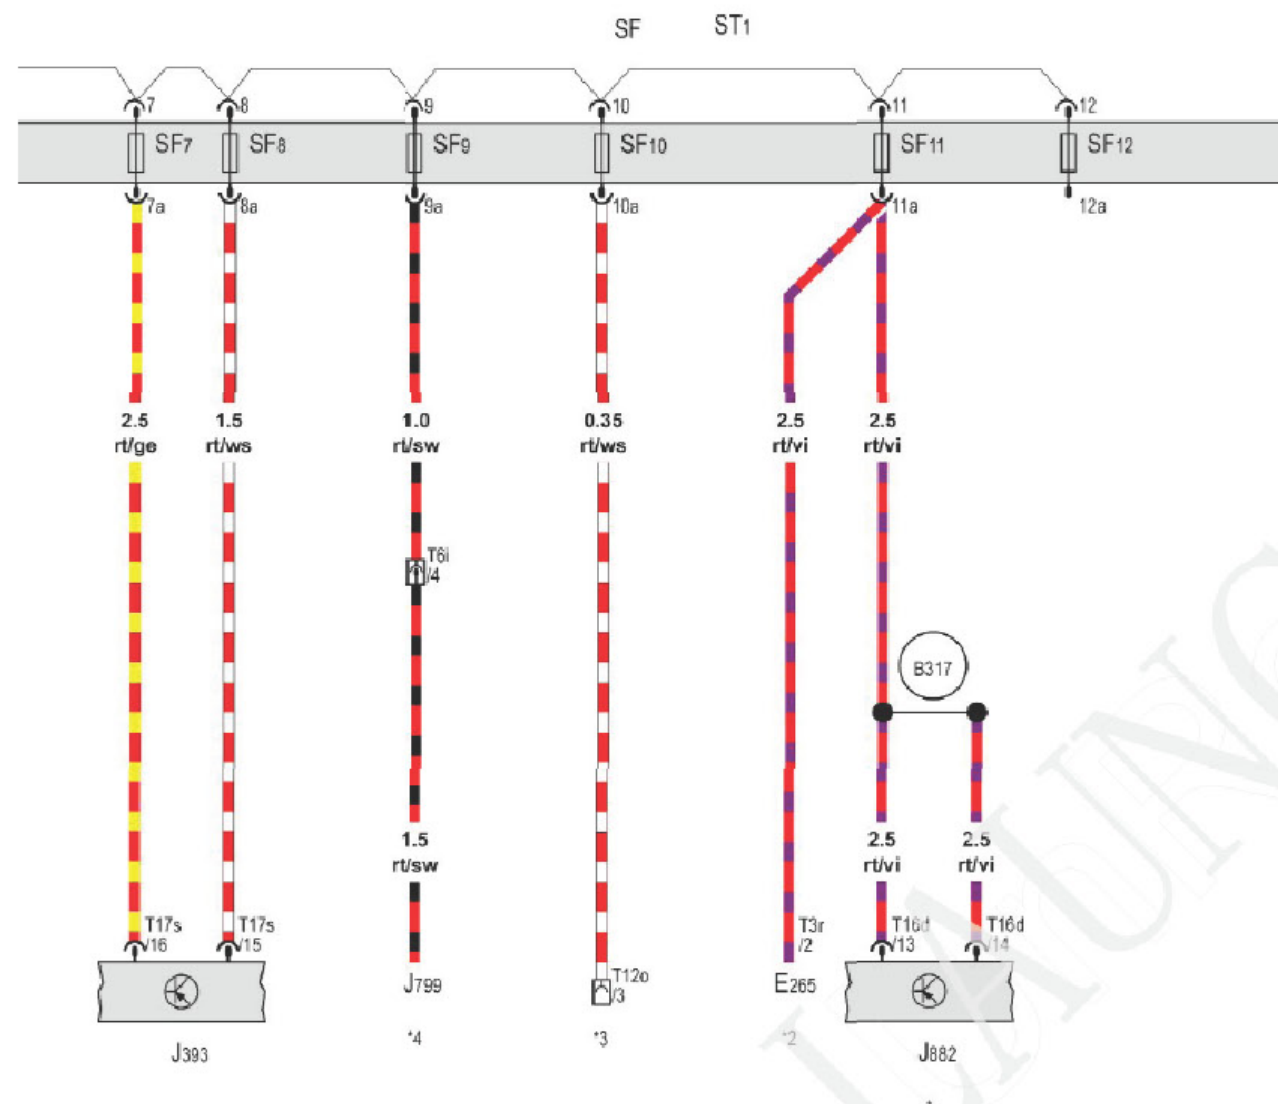 SF ST1
7 8 9 10 11 12
SF7 SF8 SF9 SF10 SF11 SF12
7a 8a 9a 10a 11a 12a
2.5 1.5 1.0 0.35 2.5 2.5
rt/ge rt/ws rt/sw rt/ws rt/vi rt/vi
T6i
/4
B317
1.5 2.5 2.5
rt/sw rt/vi rt/vi
T17s T17s T3r T16d T16d
/16 /15 /2 /13 /14
T12o
/3
J799 E265
*4 *3 *2
J393 J882
*
LAUNC